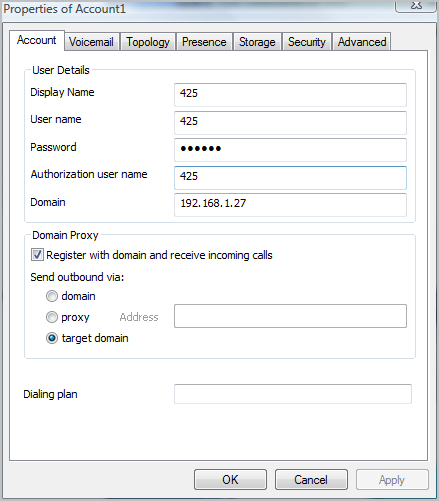 Properties of Account1
Account Voicemail Topology Presence Storage Security Advanced
User Details
Display Name 425
User name 425
Password ●●●●●●
Authorization user name 425
Domain 192.168.1.27
Domain Proxy
Register with domain and receive incoming calls
Send outbound via:
domain
proxy Address
target domain
Dialing plan
OK Cancel Apply